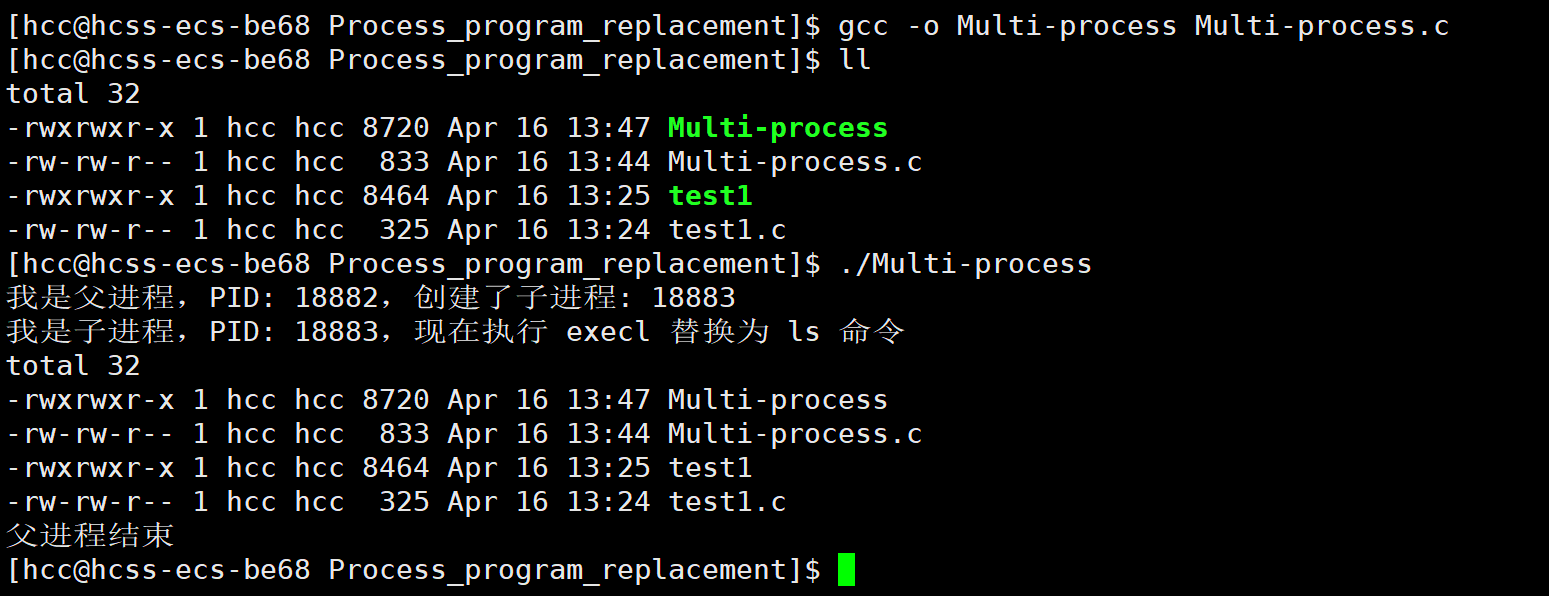 [hcc@hcss-ecs-be68 Process_program_replacement]$ gcc -o Multi-process Multi-process.c
[hcc@hcss-ecs-be68 Process_program_replacement]$ ll
total 32
-rwxrwxr-x 1 hcc hcc 8720 Apr 16 13:47 Multi-process
-rw-rw-r-- 1 hcc hcc  833 Apr 16 13:44 Multi-process.c
-rwxrwxr-x 1 hcc hcc 8464 Apr 16 13:25 test1
-rw-rw-r-- 1 hcc hcc  325 Apr 16 13:24 test1.c
[hcc@hcss-ecs-be68 Process_program_replacement]$ ./Multi-process
我是父进程，PID: 18882，创建了子进程: 18883
我是子进程，PID: 18883，现在执行 execl 替换为 ls 命令
total 32
-rwxrwxr-x 1 hcc hcc 8720 Apr 16 13:47 Multi-process
-rw-rw-r-- 1 hcc hcc  833 Apr 16 13:44 Multi-process.c
-rwxrwxr-x 1 hcc hcc 8464 Apr 16 13:25 test1
-rw-rw-r-- 1 hcc hcc  325 Apr 16 13:24 test1.c
父进程结束
[hcc@hcss-ecs-be68 Process_program_replacement]$